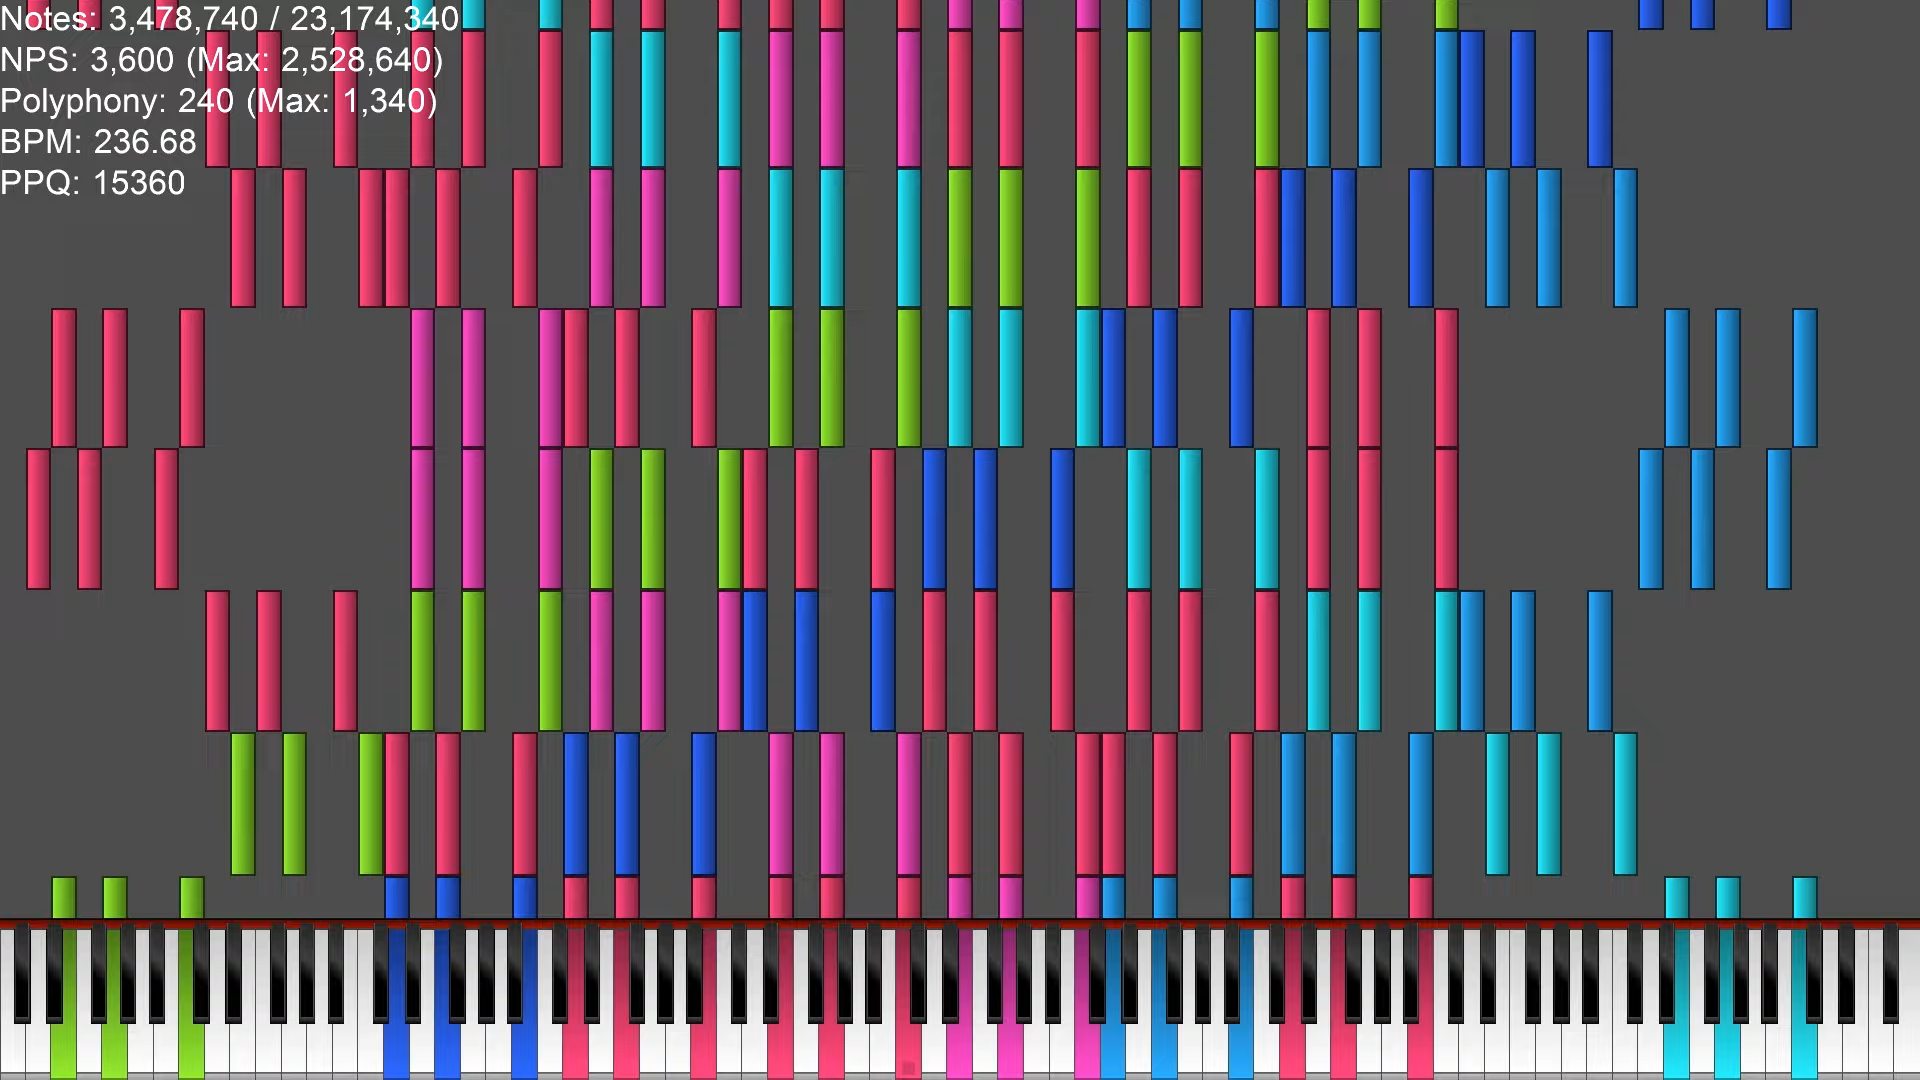 Notes: 3,478,740 / 23,174,340
NPS: 3,600 (Max: 2,528,640)
Polyphony: 240 (Max: 1,340)
BPM: 236.68
PPQ: 15360